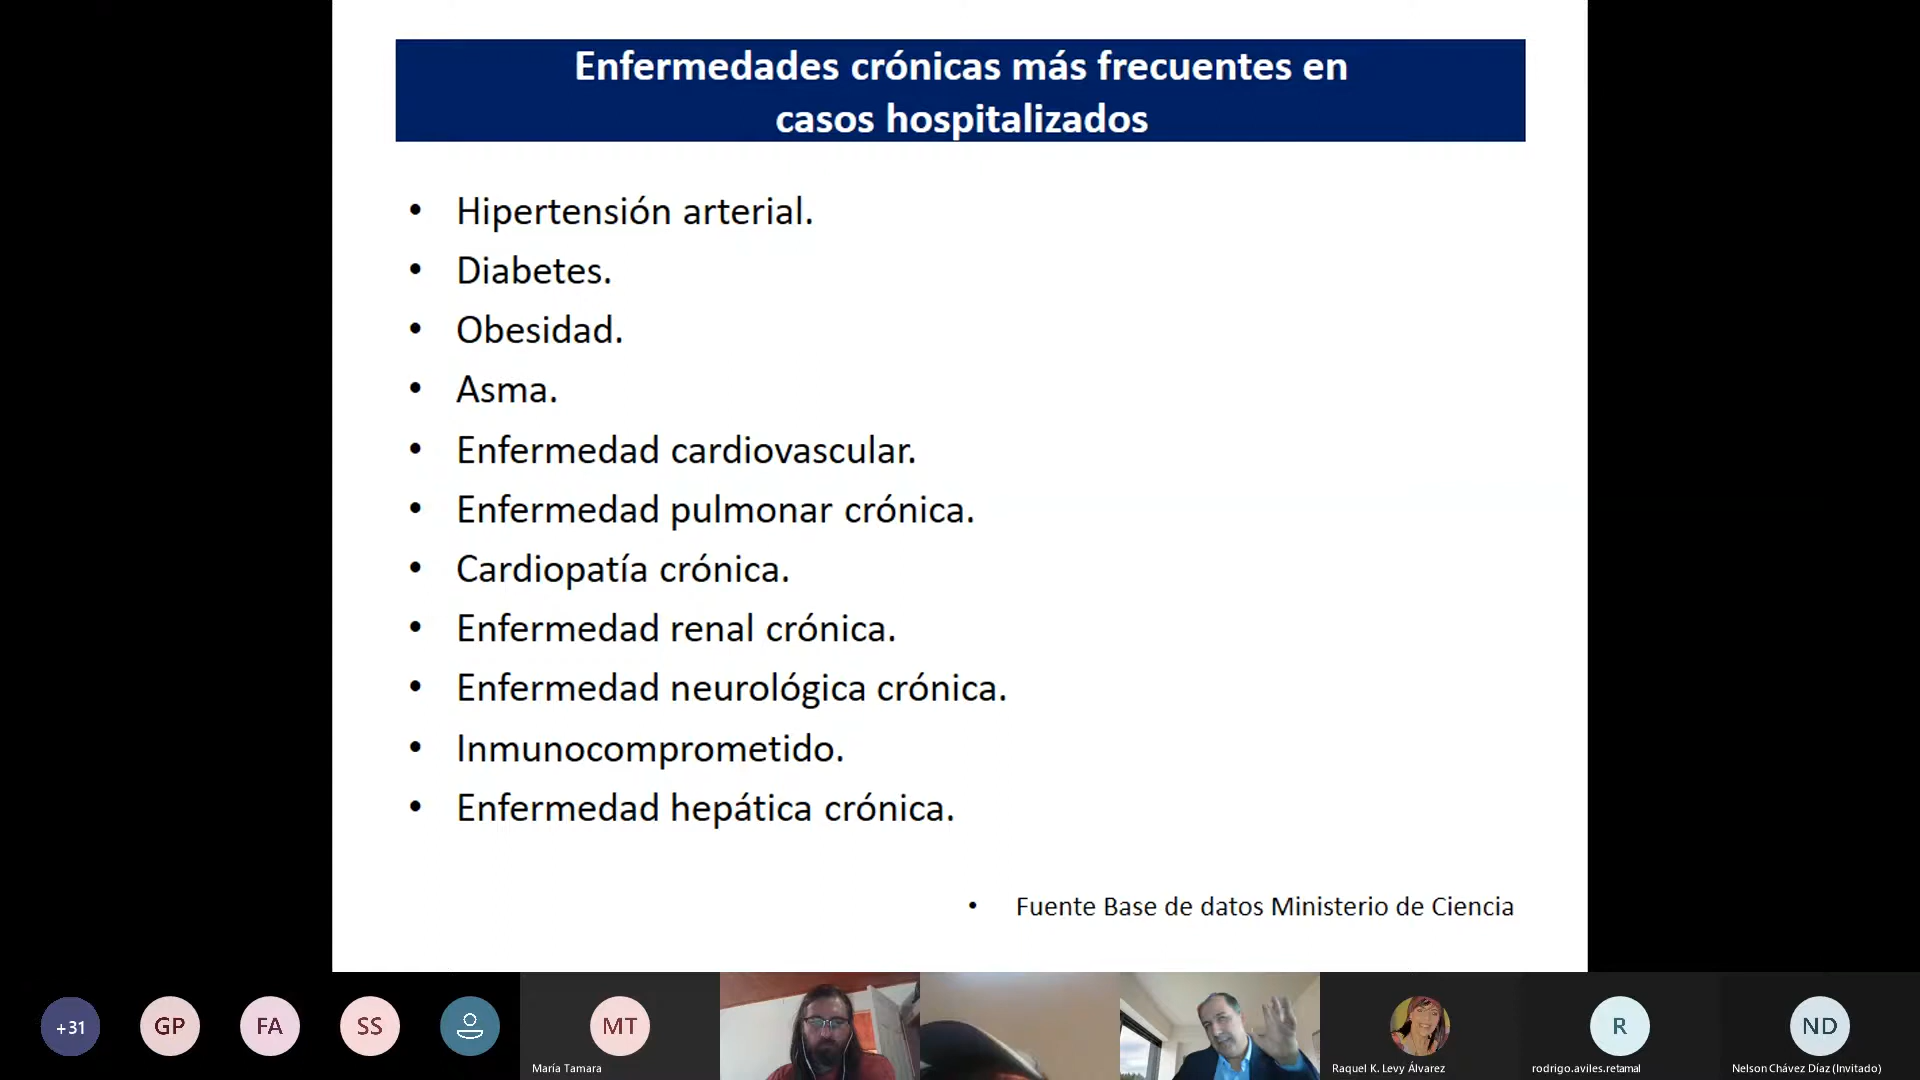 Enfermedades crónicas más frecuentes en
casos hospitalizados
• Hipertensión arterial.
• Diabetes.
• Obesidad.
• Asma.
• Enfermedad cardiovascular.
• Enfermedad pulmonar crónica.
• Cardiopatía crónica.
• Enfermedad renal crónica.
• Enfermedad neurológica crónica.
• Inmunocomprometido.
• Enfermedad hepática crónica.
• Fuente Base de datos Ministerio de Ciencia
+31
GP
FA
SS
MT
R
ND
María Tamara
Raquel K. Levy Álvarez
rodrigo.aviles.retamal
Nelson Chávez Díaz (Invitado)